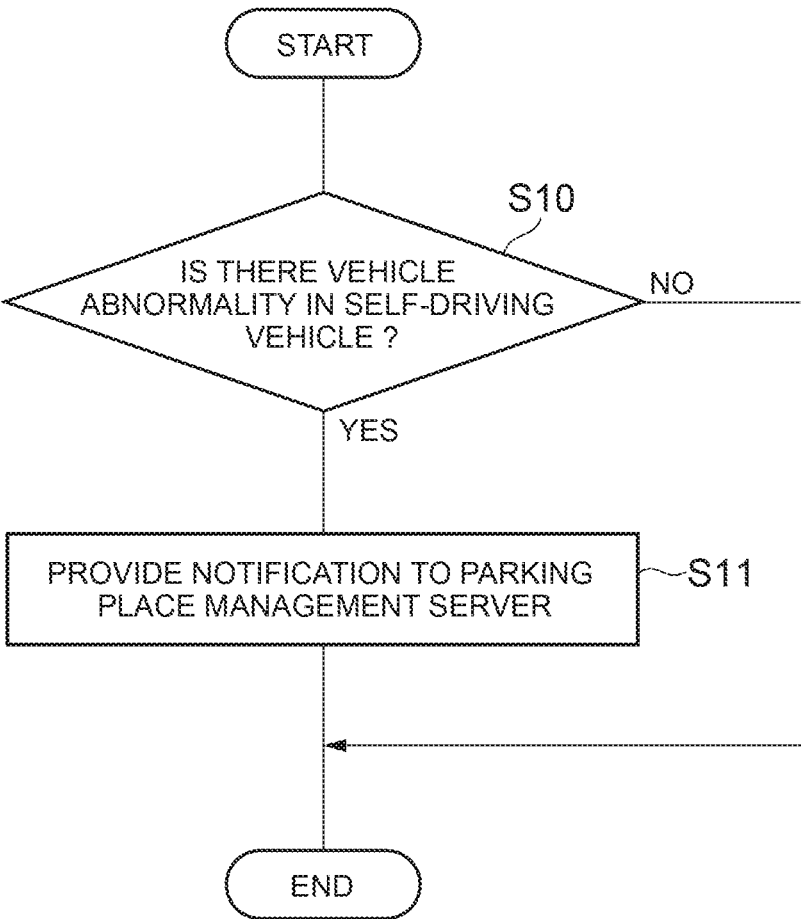 START
S10
IS THERE VEHICLE
ABNORMALITY IN SELF-DRIVING
VEHICLE ?
NO
YES
PROVIDE NOTIFICATION TO PARKING
PLACE MANAGEMENT SERVER
S11
END